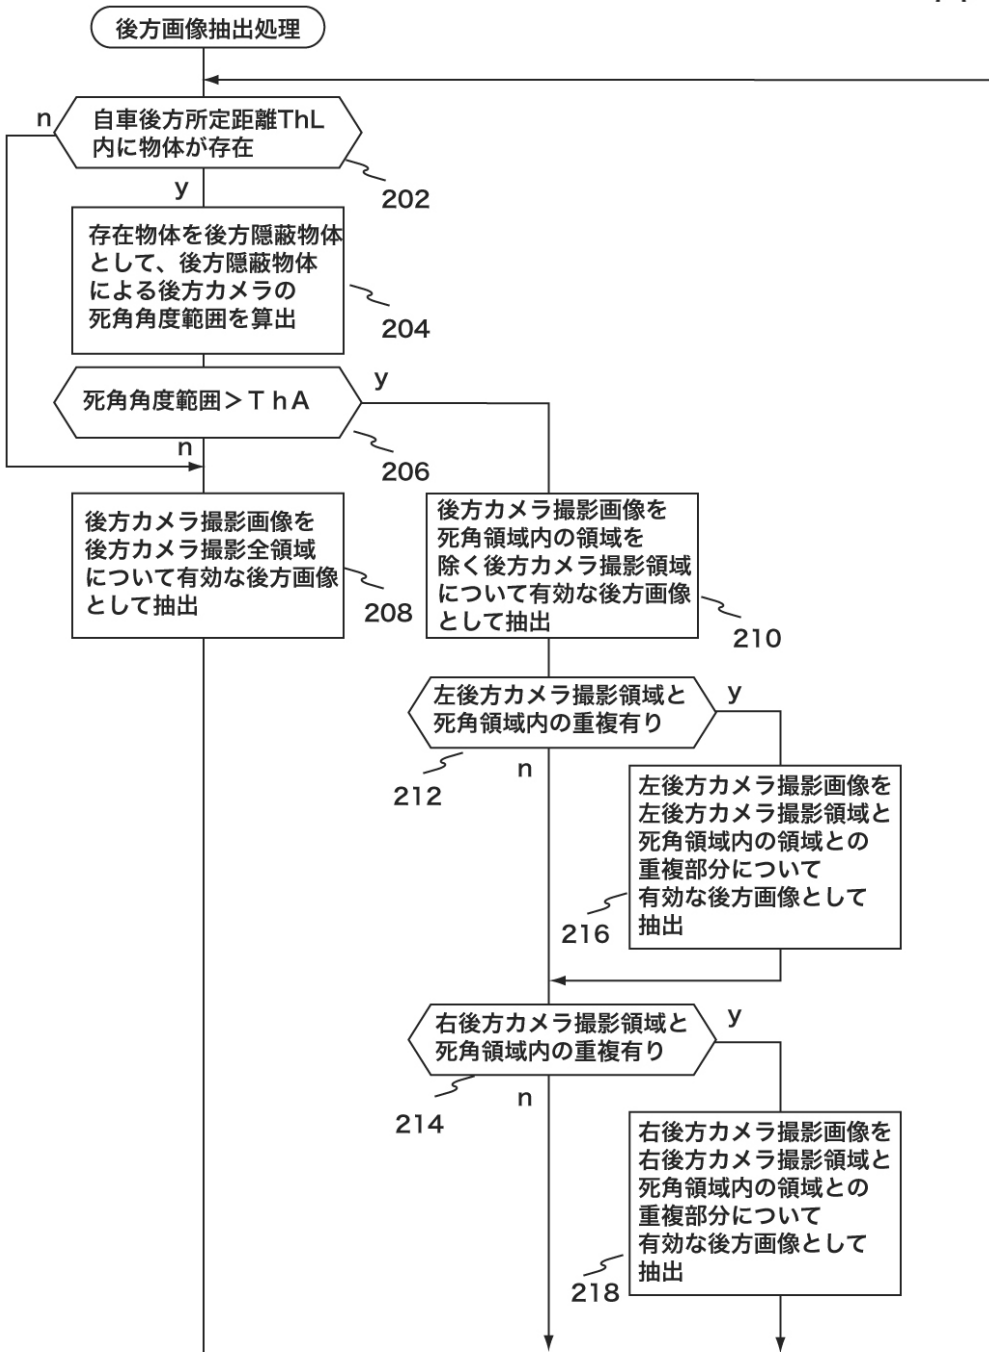 後方画像抽出処理
n
自車後方所定距離ThL
内に物体が存在
202
y
存在物体を後方隠蔽物体
として、後方隠蔽物体
による後方カメラの
死角角度範囲を算出
204
死角角度範囲＞ＴｈＡ
y
206
n
後方カメラ撮影画像を
後方カメラ撮影全領域
について有効な後方画像
として抽出
208
後方カメラ撮影画像を
死角領域内の領域を
除く後方カメラ撮影領域
について有効な後方画像
として抽出
210
左後方カメラ撮影領域と
死角領域内の重複有り
y
212
n
左後方カメラ撮影画像を
左後方カメラ撮影領域と
死角領域内の領域との
重複部分について
有効な後方画像として
抽出
216
右後方カメラ撮影領域と
死角領域内の重複有り
y
214
n
右後方カメラ撮影画像を
右後方カメラ撮影領域と
死角領域内の領域との
重複部分について
有効な後方画像として
抽出
218